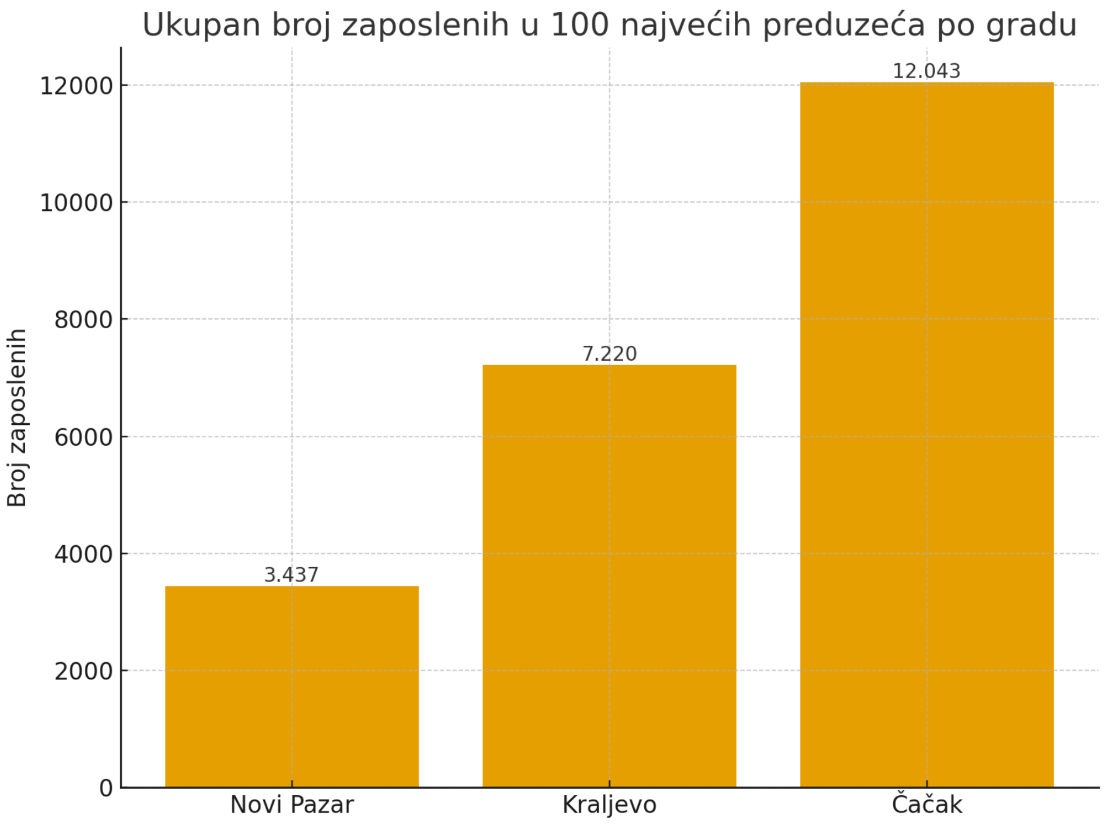 Ukupan broj zaposlenih u 100 najvećih preduzeća po gradu
Broj zaposlenih
12000
10000
8000
6000
4000
2000
0
3.437
7.220
12.043
Novi Pazar
Kraljevo
Čačak